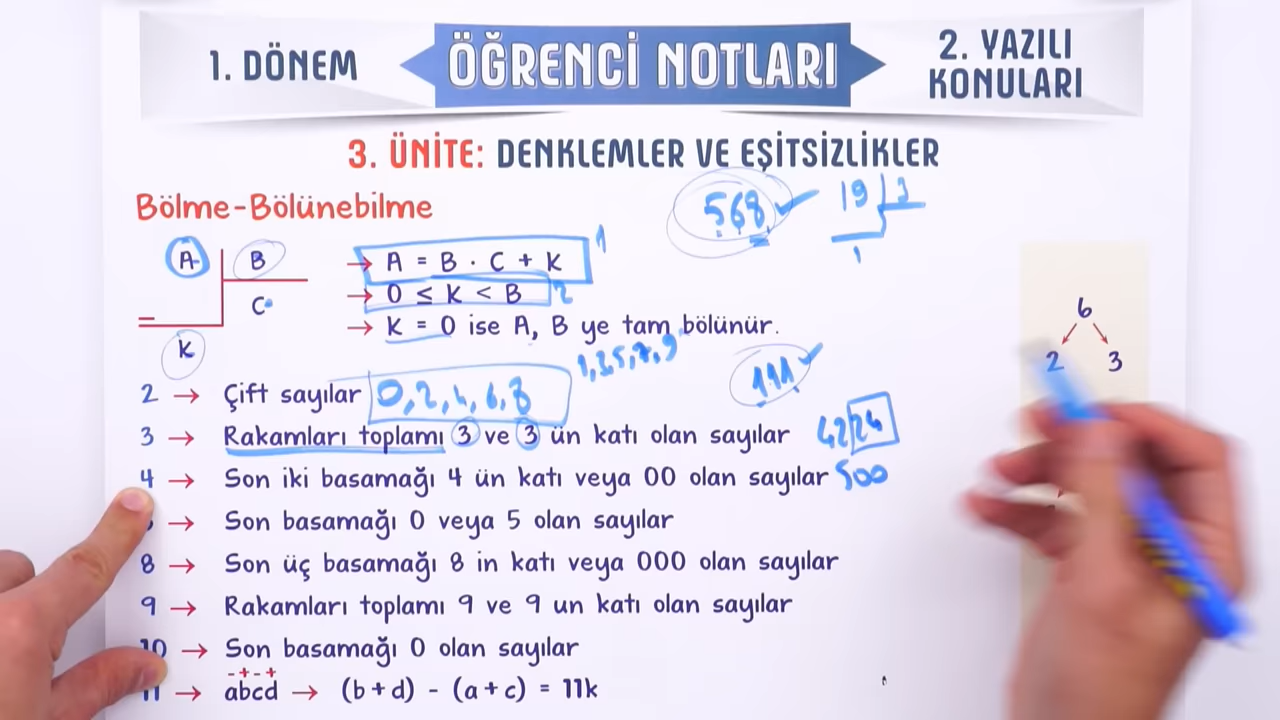 1. DÖNEM
ÖĞRENCİ NOTLARI
2. YAZILI
KONULARI
3. ÜNİTE: DENKLEMLER VE EŞİTSİZLİKLER
Bölme-Bölünebilme
568
19 3
1
A B
C
K
→ A = B · C + K 1
→ 0 ≤ K < B 2
→ K = 0 ise A, B ye tam bölünür.
1,3,5,7,9
6
2 3
111
2 → Çift sayılar 0,2,4,6,8
3 → Rakamları toplamı 3 ve 3 ün katı olan sayılar 4224
4 → Son iki basamağı 4 ün katı veya 00 olan sayılar 500
→ Son basamağı 0 veya 5 olan sayılar
8 → Son üç basamağı 8 in katı veya 000 olan sayılar
9 → Rakamları toplamı 9 ve 9 un katı olan sayılar
10 → Son basamağı 0 olan sayılar
- + - +
11 → abcd → (b+d) - (a+c) = 11k